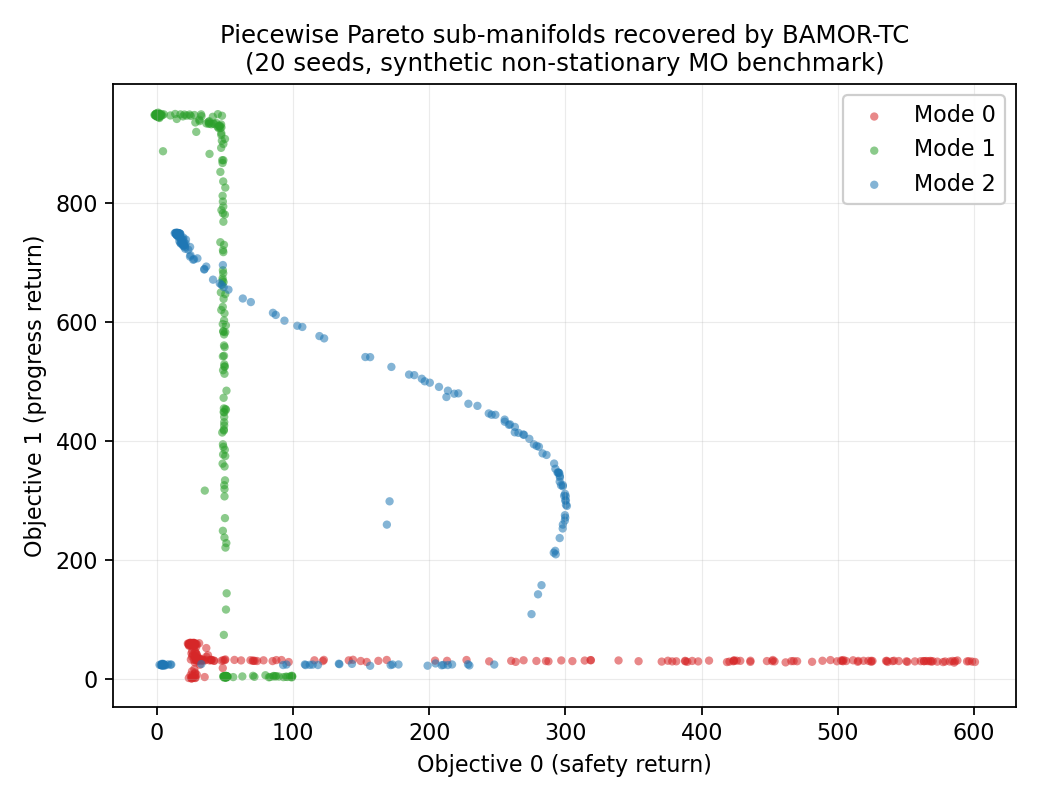 Piecewise Pareto sub-manifolds recovered by BAMOR-TC
(20 seeds, synthetic non-stationary MO benchmark)
Mode 0
Mode 1
Mode 2
Objective 1 (progress return)
800
600
400
200
0
0 100 200 300 400 500 600
Objective 0 (safety return)